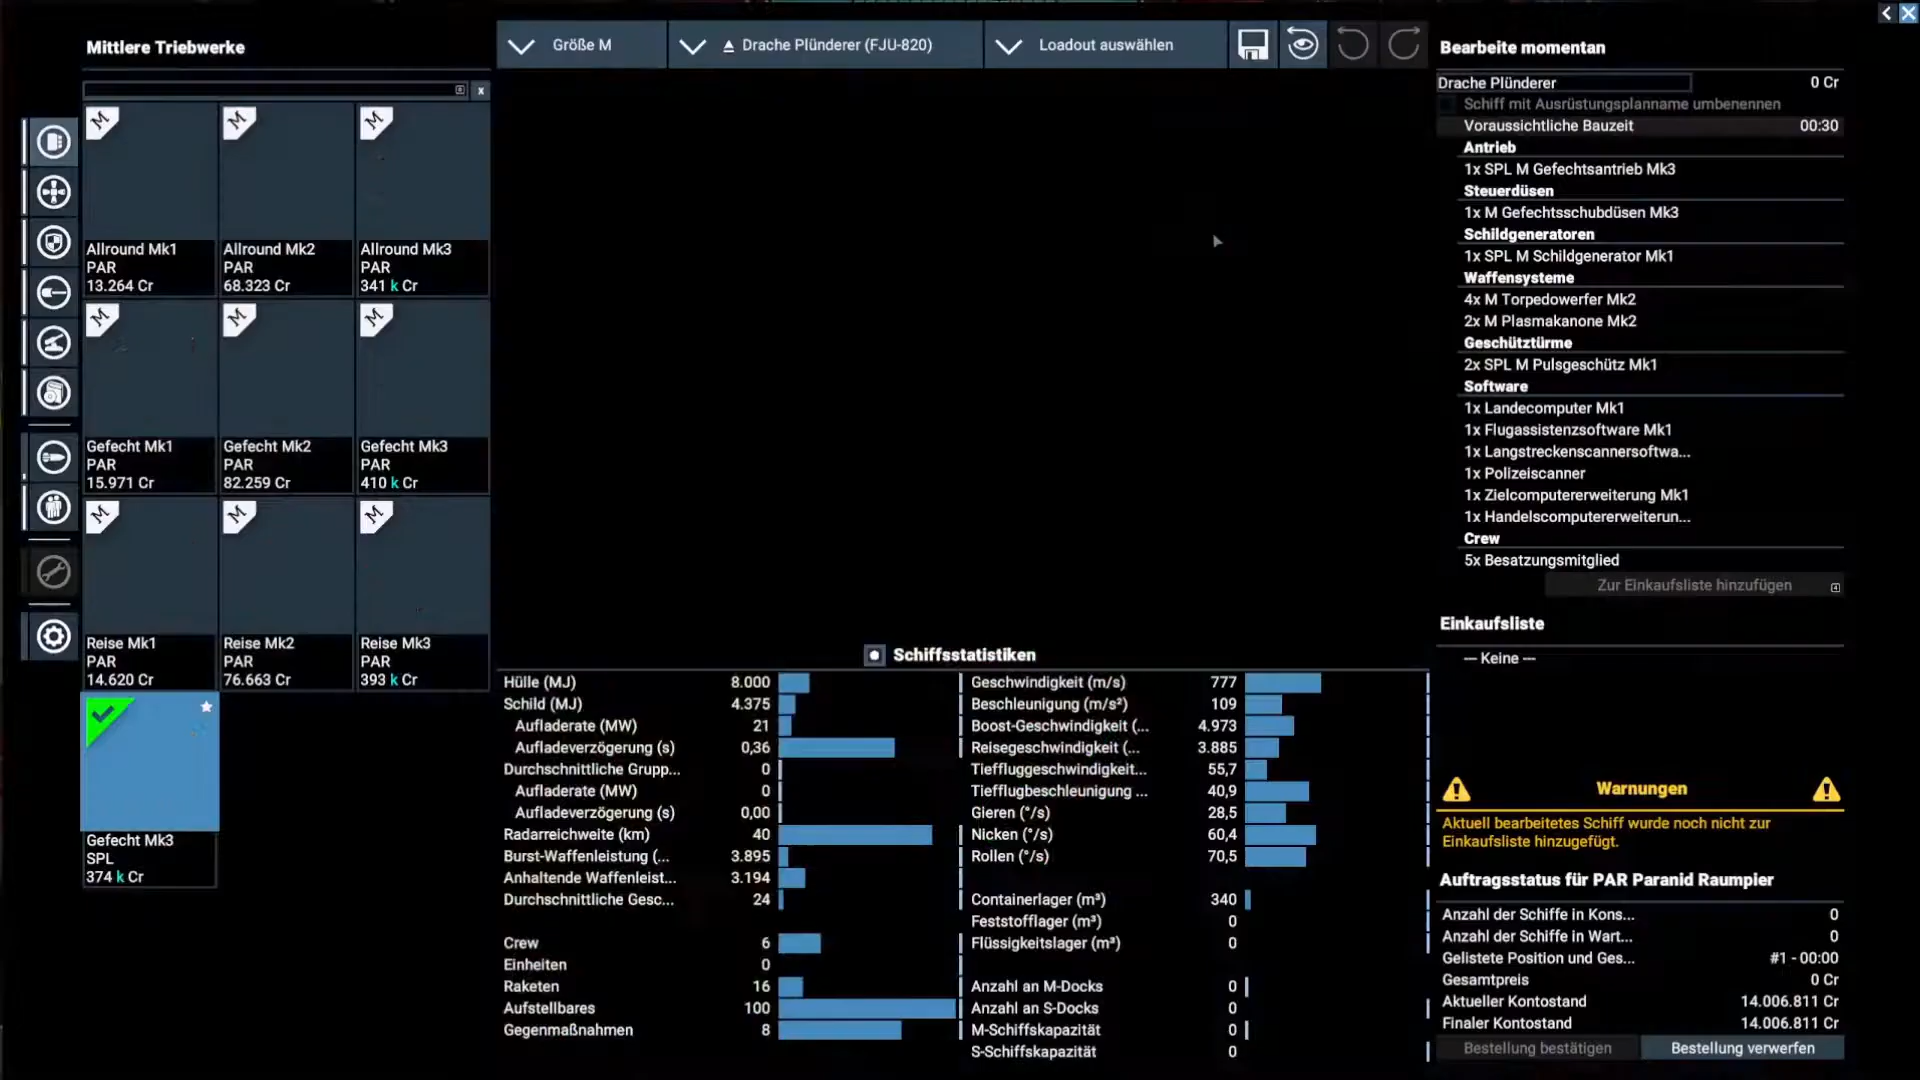 Mittlere Triebwerke
Größe M
Drache Plünderer (FJU-820)
Loadout auswählen
x
M
M
M
Allround Mk1
PAR
13.264 Cr
Allround Mk2
PAR
68.323 Cr
Allround Mk3
PAR
341 k Cr
M
M
M
Gefecht Mk1
PAR
15.971 Cr
Gefecht Mk2
PAR
82.259 Cr
Gefecht Mk3
PAR
410 k Cr
M
M
M
Reise Mk1
PAR
14.620 Cr
Reise Mk2
PAR
76.663 Cr
Reise Mk3
PAR
393 k Cr
Gefecht Mk3
SPL
374 k Cr
Schiffsstatistiken
Hülle (MJ) 8.000
Schild (MJ) 4.375
Aufladerate (MW) 21
Aufladeverzögerung (s) 0,36
Durchschnittliche Grupp... 0
Aufladerate (MW) 0
Aufladeverzögerung (s) 0,00
Radarreichweite (km) 40
Burst-Waffenleistung (... 3.895
Anhaltende Waffenleist... 3.194
Durchschnittliche Gesc... 24
Crew 6
Einheiten 0
Raketen 16
Aufstellbares 100
Gegenmaßnahmen 8
Geschwindigkeit (m/s) 777
Beschleunigung (m/s²) 109
Boost-Geschwindigkeit (... 4.973
Reisegeschwindigkeit (... 3.885
Tieffluggeschwindigkeit... 55,7
Tiefflugbeschleunigung ... 40,9
Gieren (°/s) 28,5
Nicken (°/s) 60,4
Rollen (°/s) 70,5
Containerlager (m³) 340
Feststofflager (m³) 0
Flüssigkeitslager (m³) 0
Anzahl an M-Docks 0
Anzahl an S-Docks 0
M-Schiffskapazität 0
S-Schiffskapazität 0
Bearbeite momentan
Drache Plünderer 0 Cr
Schiff mit Ausrüstungsplanname umbenennen
Voraussichtliche Bauzeit 00:30
Antrieb
1x SPL M Gefechtsantrieb Mk3
Steuerdüsen
1x M Gefechtsschubdüsen Mk3
Schildgeneratoren
1x SPL M Schildgenerator Mk1
Waffensysteme
4x M Torpedowerfer Mk2
2x M Plasmakanone Mk2
Geschütztürme
2x SPL M Pulsgeschütz Mk1
Software
1x Landecomputer Mk1
1x Flugassistenzsoftware Mk1
1x Langstreckenscannersoftwa...
1x Polizeiscanner
1x Zielcomputererweiterung Mk1
1x Handelscomputererweiterun...
Crew
5x Besatzungsmitglied
Zur Einkaufsliste hinzufügen
Einkaufsliste
--- Keine ---
Warnungen
Aktuell bearbeitetes Schiff wurde noch nicht zur
Einkaufsliste hinzugefügt.
Auftragsstatus für PAR Paranid Raumpier
Anzahl der Schiffe in Kons... 0
Anzahl der Schiffe in Wart... 0
Gelistete Position und Ges... #1 - 00:00
Gesamtpreis 0 Cr
Aktueller Kontostand 14.006.811 Cr
Finaler Kontostand 14.006.811 Cr
Bestellung bestätigen
Bestellung verwerfen